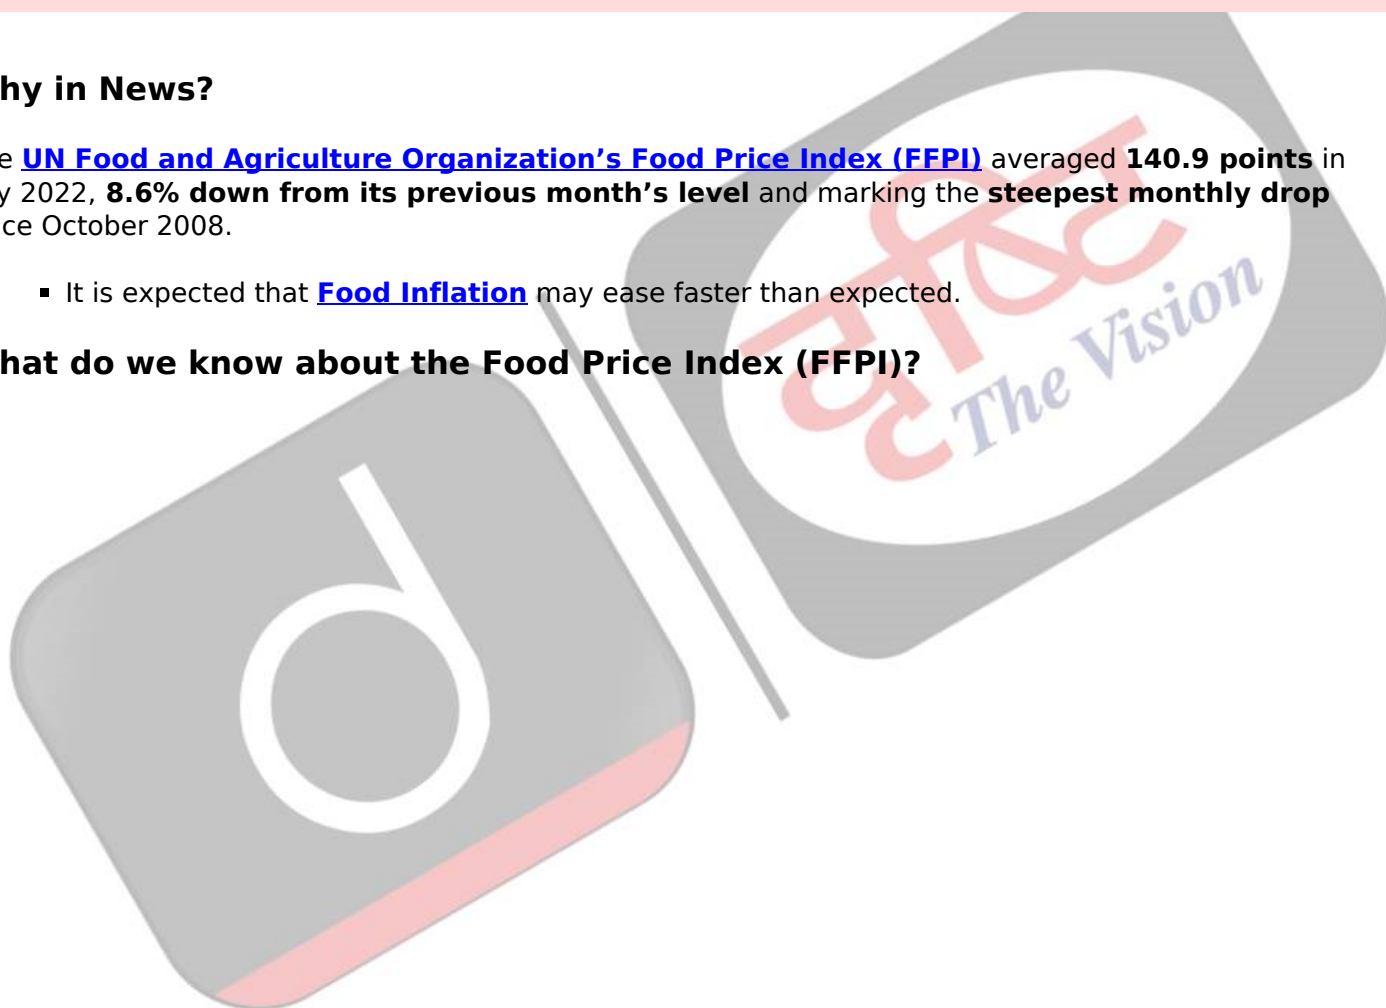 hy in News?
e UN Food and Agriculture Organization’s Food Price Index (FFPI) averaged 140.9 points in
y 2022, 8.6% down from its previous month’s level and marking the steepest monthly drop
ce October 2008.
▪ It is expected that Food Inflation may ease faster than expected.
hat do we know about the Food Price Index (FFPI)?
दृष्टि
The Vision
d